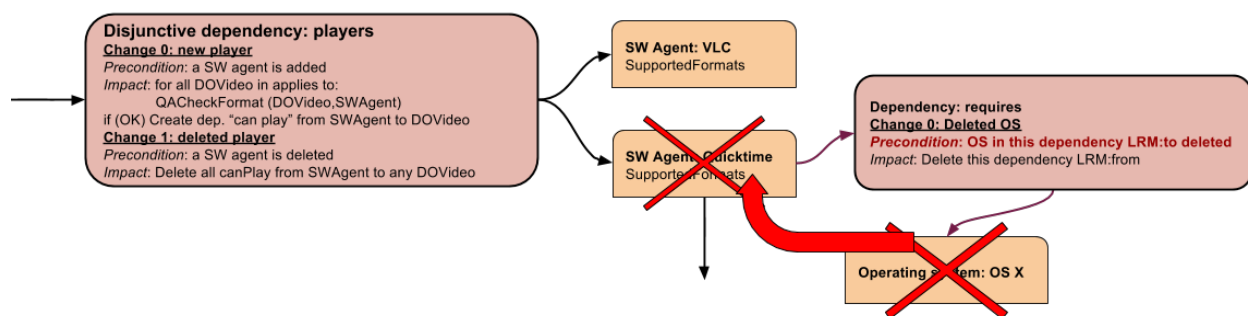 Disjunctive dependency: players
Change 0: new player
Precondition: a SW agent is added
Impact: for all DOVideo in applies to:
QACheckFormat (DOVideo,SWAgent)
if (OK) Create dep. “can play” from SWAgent to DOVideo
Change 1: deleted player
Precondition: a SW agent is deleted
Impact: Delete all canPlay from SWAgent to any DOVideo
SW Agent: VLC
SupportedFormats
SW Agent: Quicktime
SupportedFormats
Dependency: requires
Change 0: Deleted OS
Precondition: OS in this dependency LRM:to deleted
Impact: Delete this dependency LRM:from
Operating system: OS X